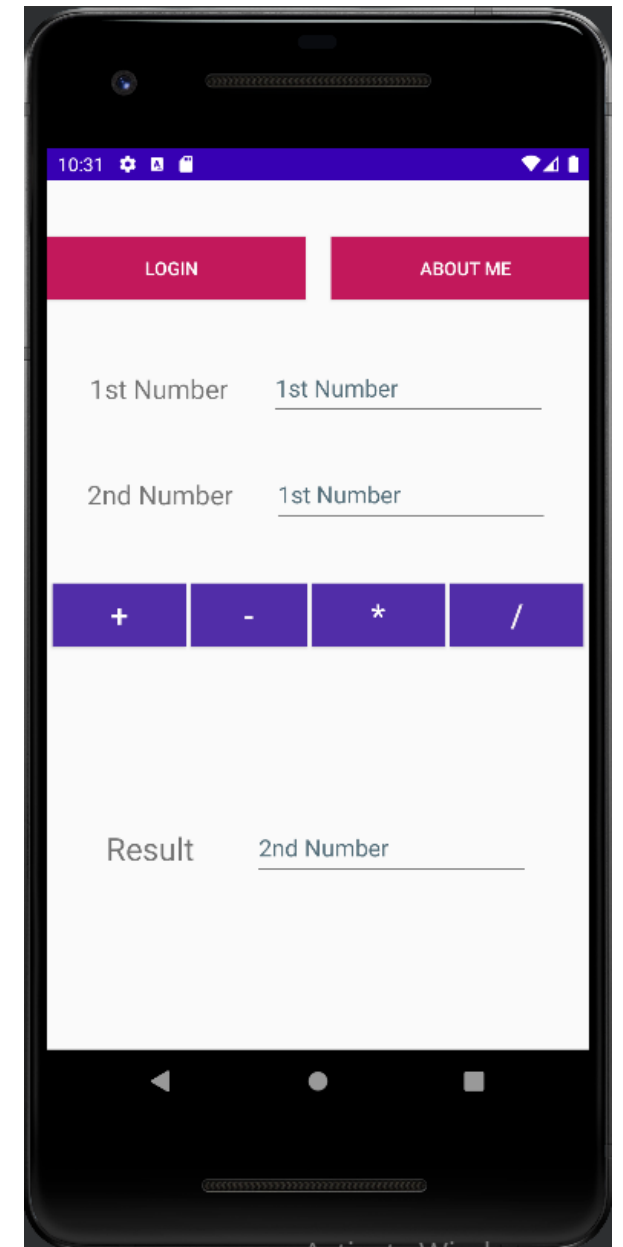 10:31
LOGIN ABOUT ME
1st Number 1st Number
2nd Number 1st Number
+ - * /
Result 2nd Number